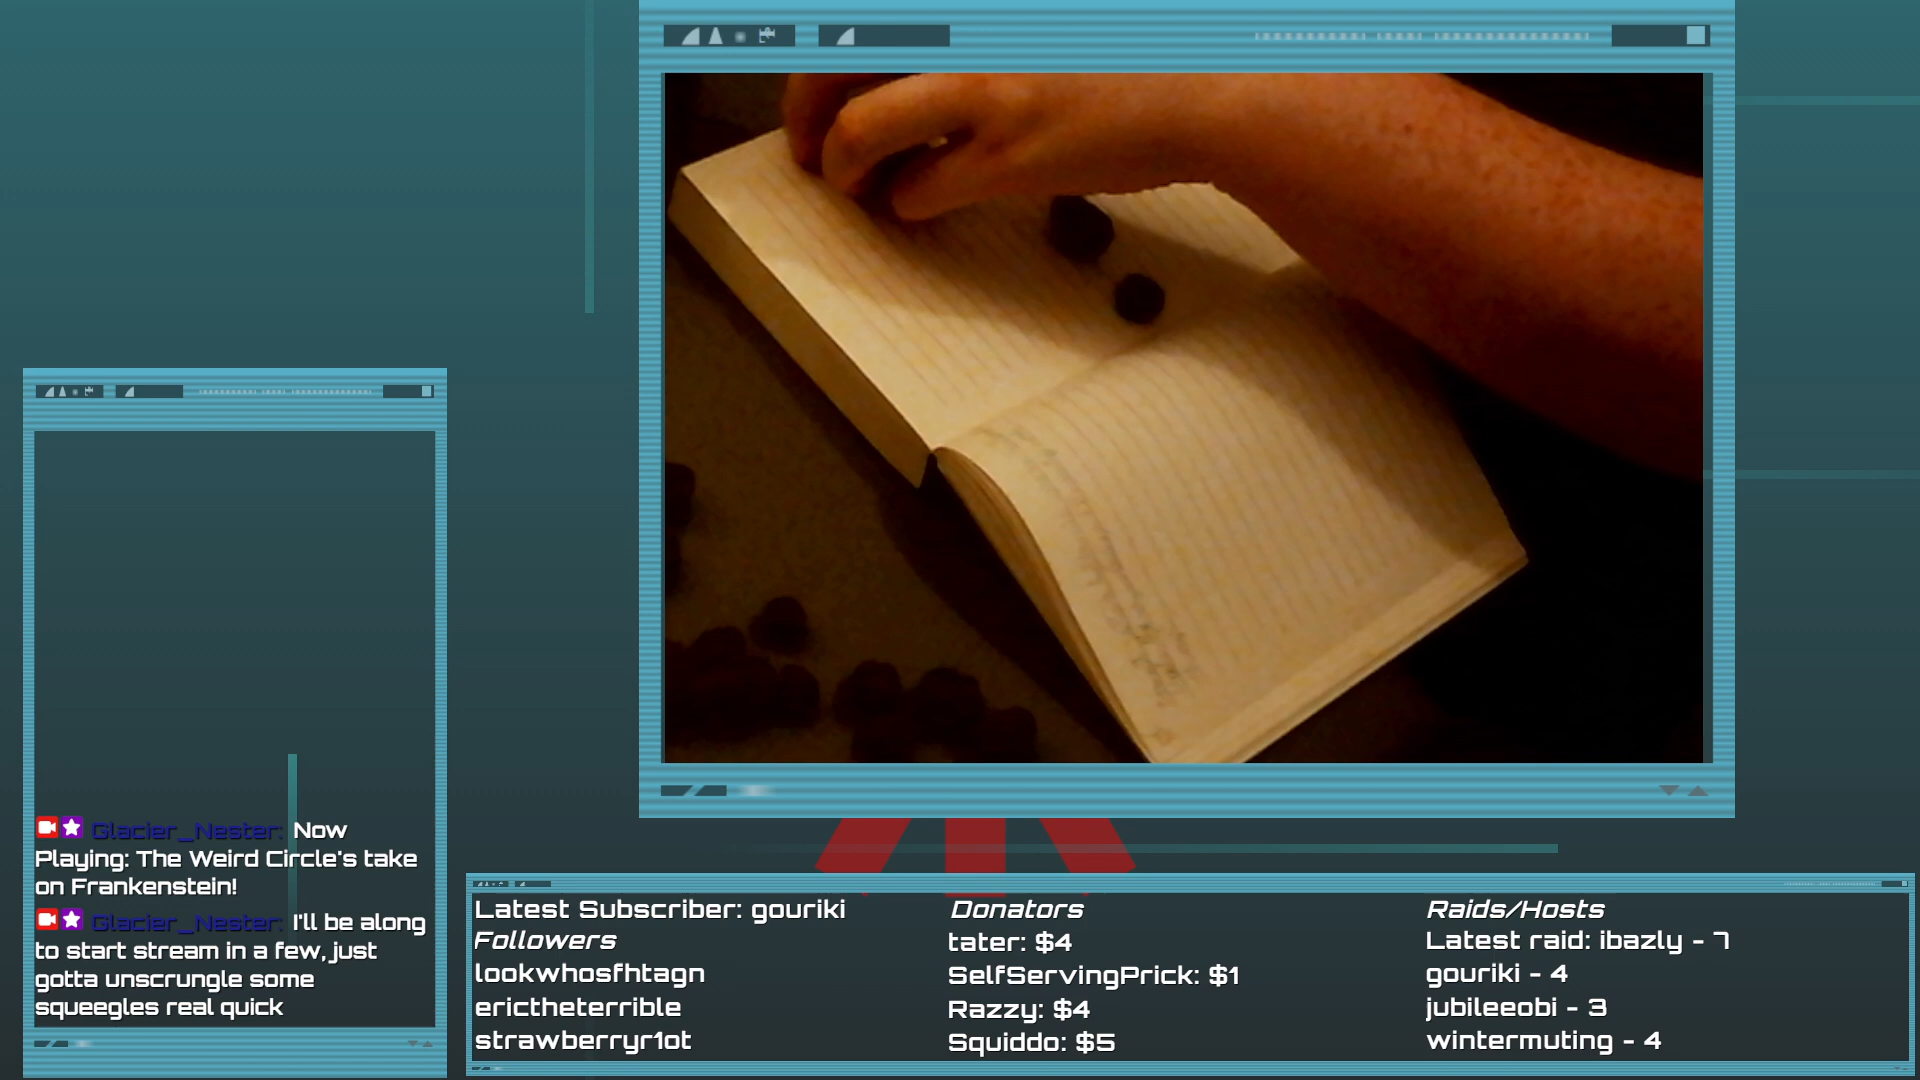 Glacier_Nester: Now
Playing: The Weird Circle's take
on Frankenstein!
Glacier_Nester: I'll be along
to start stream in a few, just
gotta unscrungle some
squeegles real quick
Latest Subscriber: gouriki
Followers
lookwhosfhtagn
erictheterrible
strawberryr1ot
Donators
tater: $4
SelfServingPrick: $1
Razzy: $4
Squiddo: $5
Raids/Hosts
Latest raid: ibazly - 7
gouriki - 4
jubileeobi - 3
wintermuting - 4